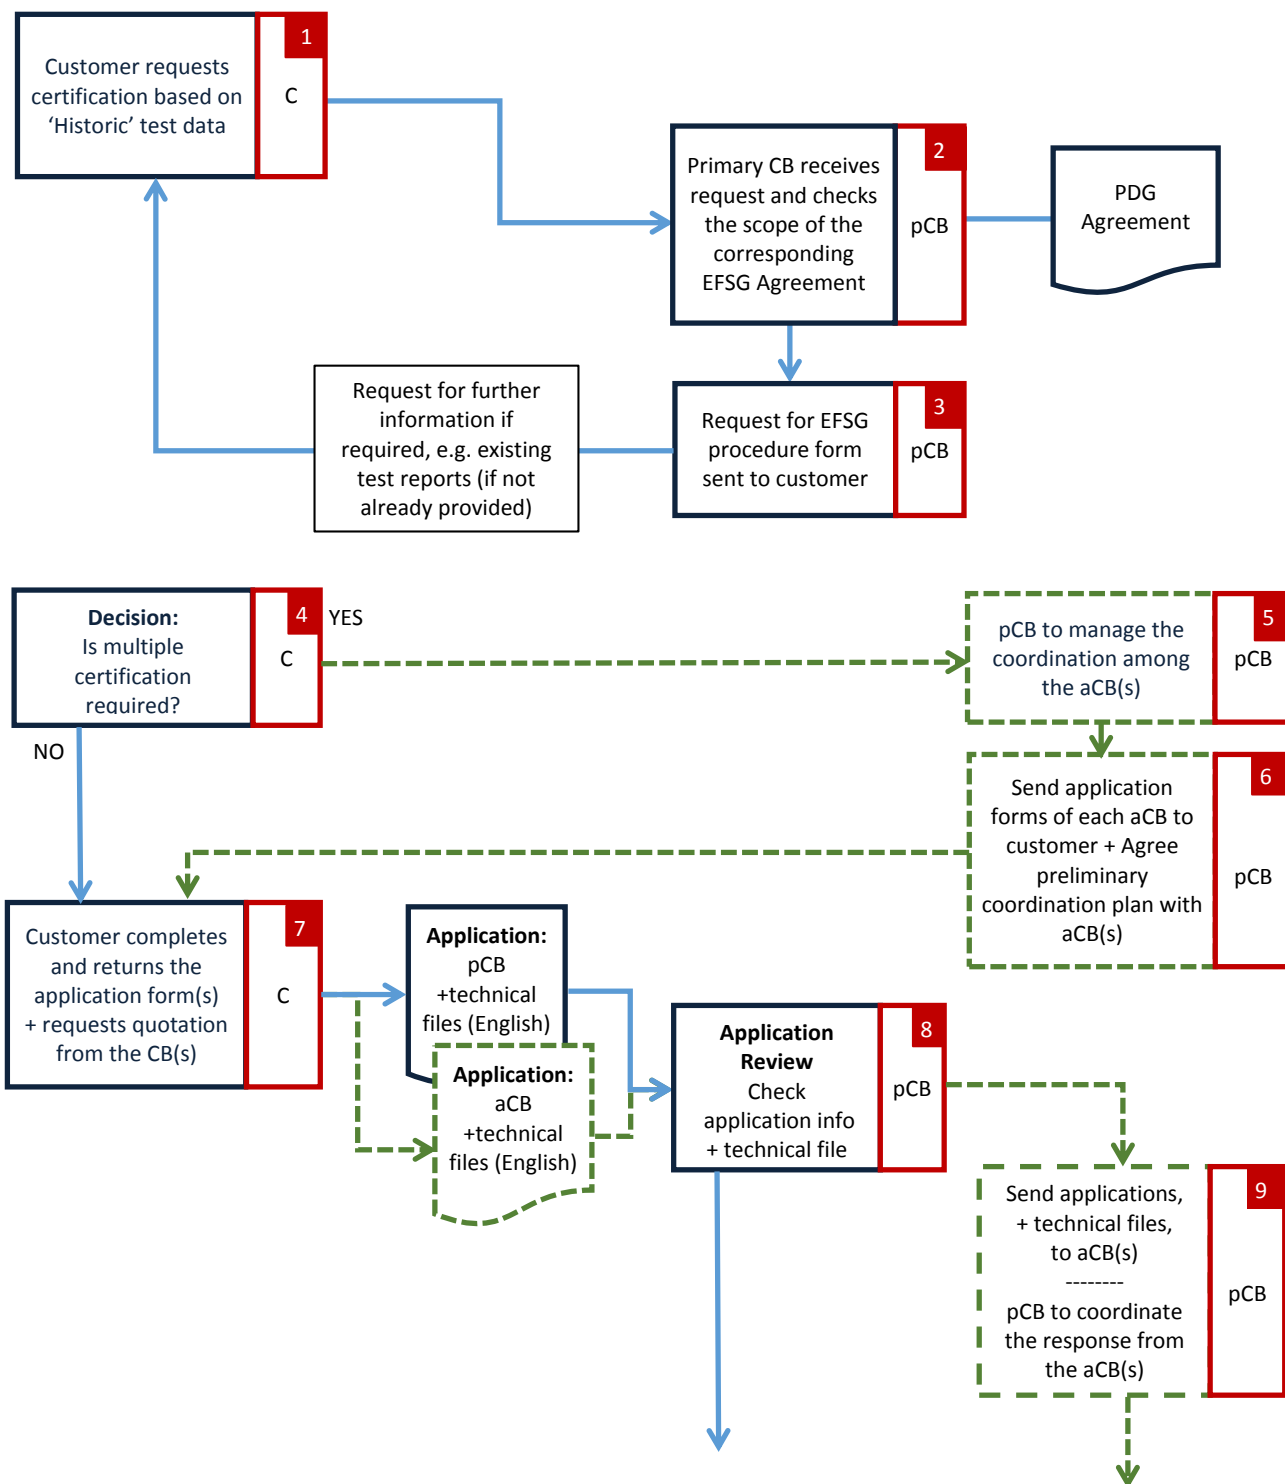 1
Customer requests
certification based on
‘Historic’ test data
C
2
Primary CB receives
request and checks
the scope of the
corresponding
EFSG Agreement
pCB
PDG
Agreement
3
Request for EFSG
procedure form
sent to customer
pCB
Request for further
information if
required, e.g. existing
test reports (if not
already provided)
4
Decision:
Is multiple
certification
required?
C
YES
NO
5
pCB to manage the
coordination among
the aCB(s)
pCB
6
Send application
forms of each aCB to
customer + Agree
preliminary
coordination plan with
aCB(s)
pCB
7
Customer completes
and returns the
application form(s)
+ requests quotation
from the CB(s)
C
Application:
pCB
+technical
files (English)
Application:
aCB
+technical
files (English)
8
Application
Review
Check
application info
+ technical file
pCB
9
Send applications,
+ technical files,
to aCB(s)
--------
pCB to coordinate
the response from
the aCB(s)
pCB